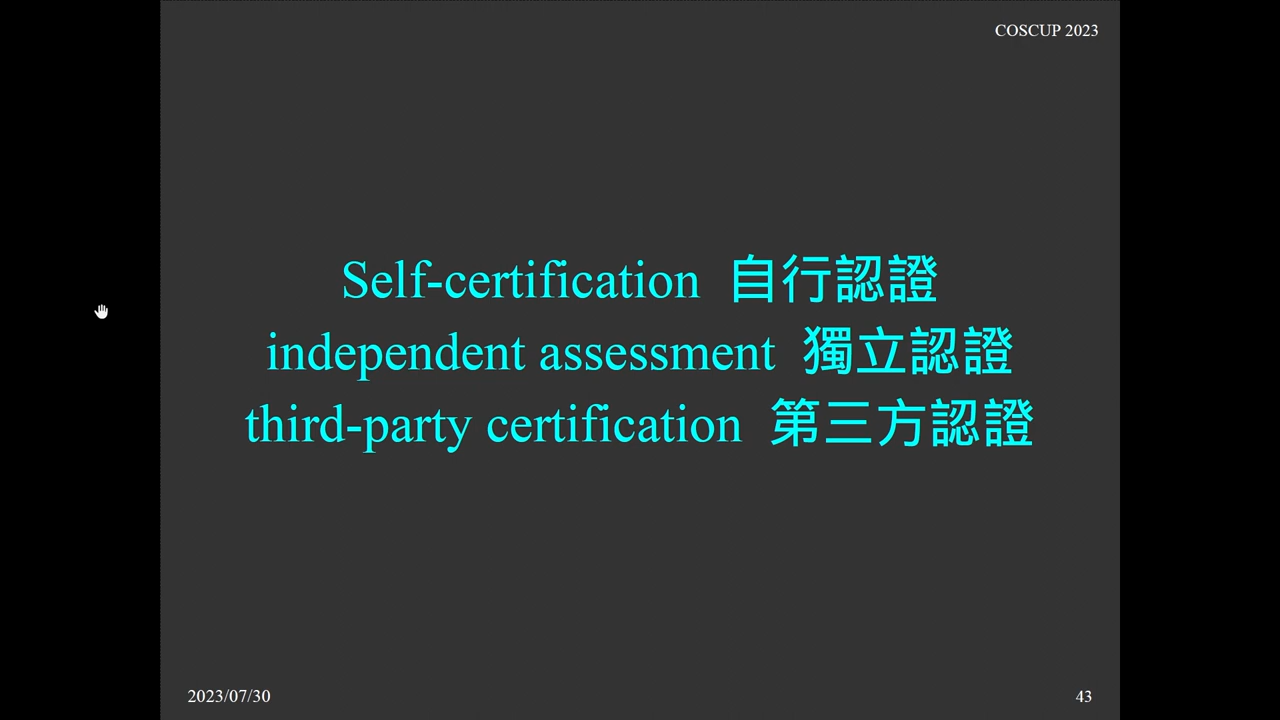 COSCUP 2023
Self-certification 自行認證
independent assessment 獨立認證
third-party certification 第三方認證
2023/07/30
43